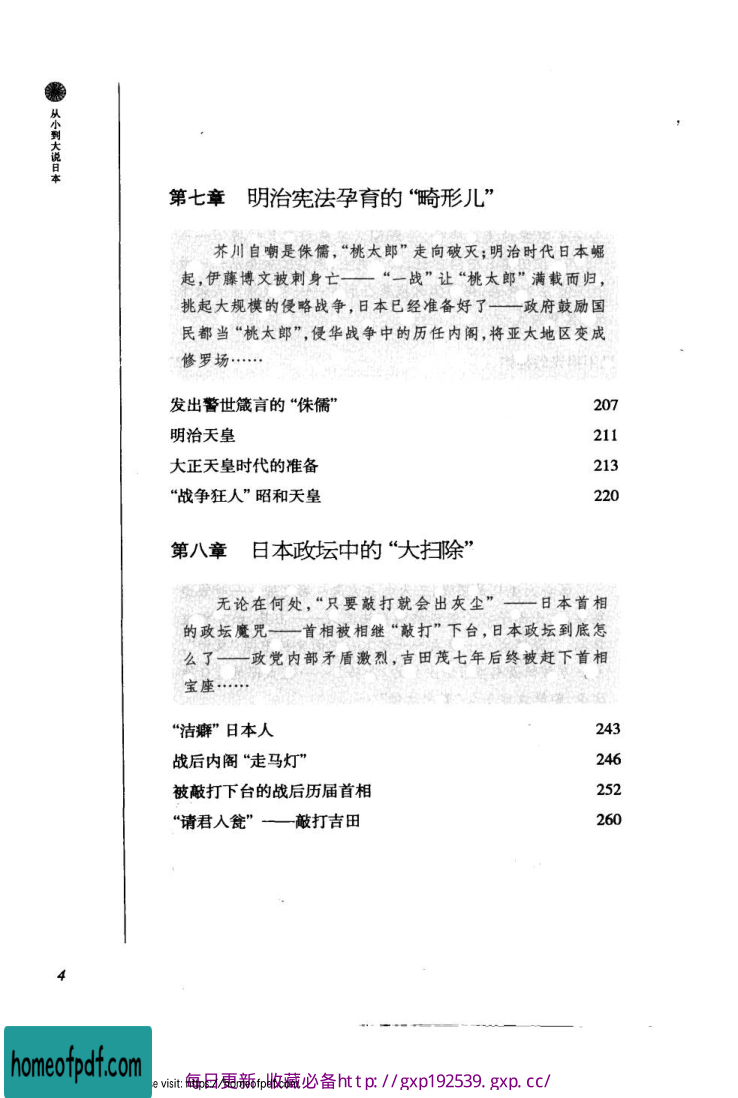 从小到大说日本
第七章 明治宪法孕育的“畸形儿”
芥川自嘲是侏儒，“桃太郎”走向破灭；明治时代日本崛
起，伊藤博文被刺身亡——“一战”让“桃太郎”满载而归，
挑起大规模的侵略战争，日本已经准备好了——政府鼓励国
民都当“桃太郎”，侵华战争中的历任内阁，将亚太地区变成
修罗场……
发出警世箴言的“侏儒” 207
明治天皇 211
大正天皇时代的准备 213
“战争狂人”昭和天皇 220
第八章 日本政坛中的“大扫除”
无论在何处，“只要敲打就会出灰尘”——日本首相
的政坛魔咒——首相被相继“敲打”下台，日本政坛到底怎
么了——政党内部矛盾激烈，吉田茂七年后终被赶下首相
宝座……
“洁癖”日本人 243
战后内阁“走马灯” 246
被敲打下台的战后历届首相 252
“请君入瓮”——敲打吉田 260
4
homeofpdf.com
e visit: https://homeofpdf.com
每日更新 收藏必备http://gxp192539.gxp.cc/